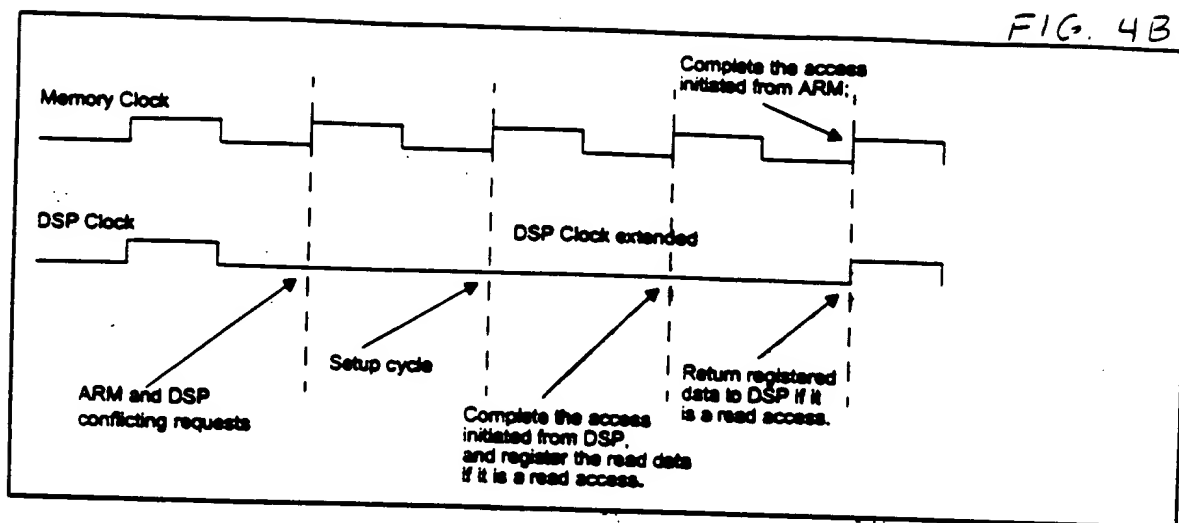 FIG. 4B
Complete the access
initiated from ARM;
Memory Clock
DSP Clock
DSP Clock extended
Setup cycle
ARM and DSP
conflicting requests
Complete the access
initiated from DSP,
and register the read data
if it is a read access.
Return registered
data to DSP if it
is a read access.